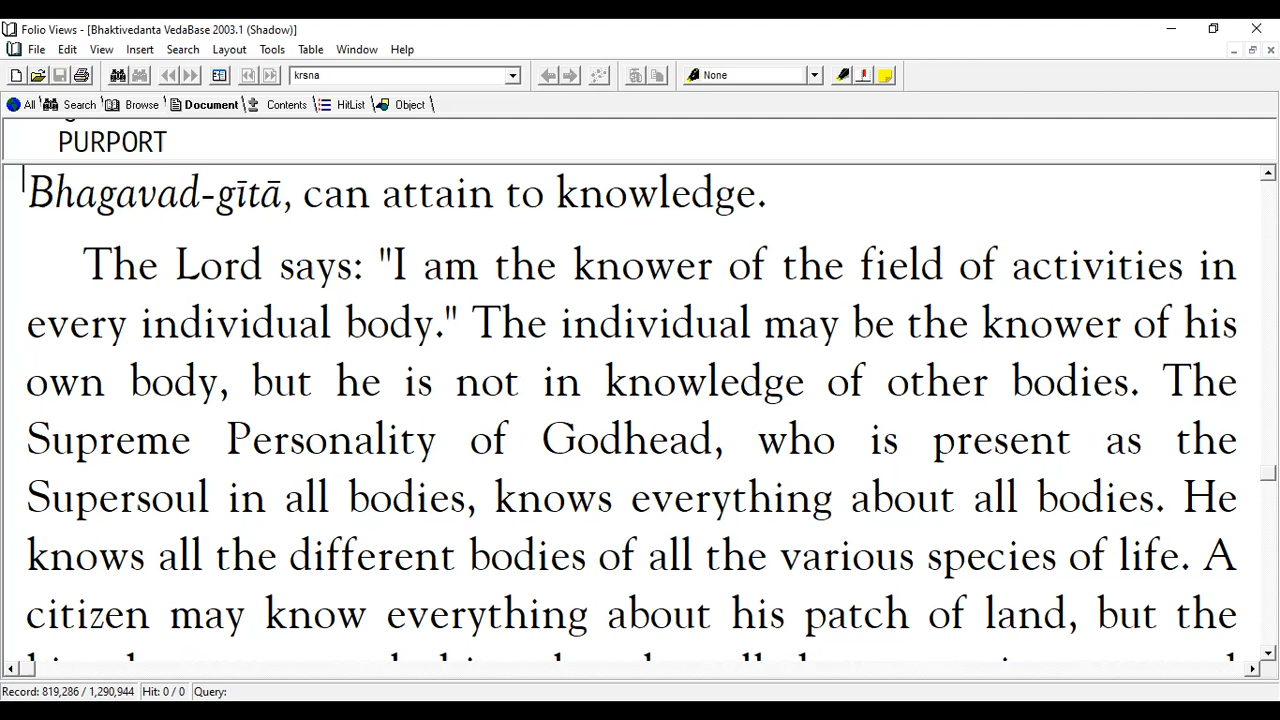 Folio Views - [Bhaktivedanta VedaBase 2003.1 (Shadow)]
File Edit View Insert Search Layout Tools Table Window Help
krsna None
All Search Browse Document Contents HitList Object
PURPORT
Bhagavad-gītā, can attain to knowledge.
The Lord says: "I am the knower of the field of activities in
every individual body." The individual may be the knower of his
own body, but he is not in knowledge of other bodies. The
Supreme Personality of Godhead, who is present as the
Supersoul in all bodies, knows everything about all bodies. He
knows all the different bodies of all the various species of life. A
citizen may know everything about his patch of land, but the
Record: 819,286 / 1,290,944 Hit: 0 / 0 Query: